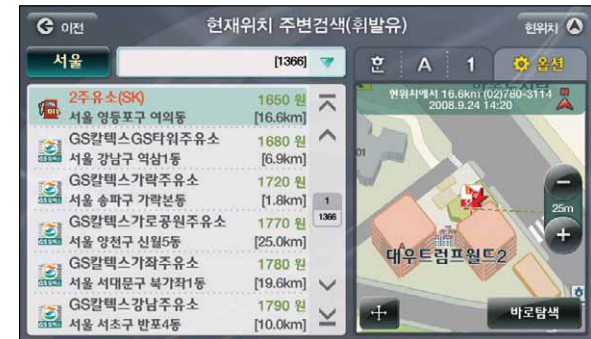 이전
현재위치 주변검색(휘발유)
현위치
서울
[1366]
호 A 1
옵션
2주유소(SK) 1650 원
서울 영등포구 여의동 [16.6km]
GS칼텍스GS타워주유소 1680 원
서울 강남구 역삼1동 [6.9km]
GS칼텍스가락주유소 1720 원
서울 송파구 가락본동 [1.8km]
GS칼텍스가로공원주유소 1770 원
서울 양천구 신월5동 [25.0km]
GS칼텍스가좌주유소 1780 원
서울 서대문구 북가좌1동 [19.6km]
GS칼텍스강남주유소 1790 원
서울 서초구 반포4동 [10.0km]
1
1366
현위치에서 16.6km (02)780-3114
2008.9.24 14:20
01
25m
대우트럼프월드2
바로탐색